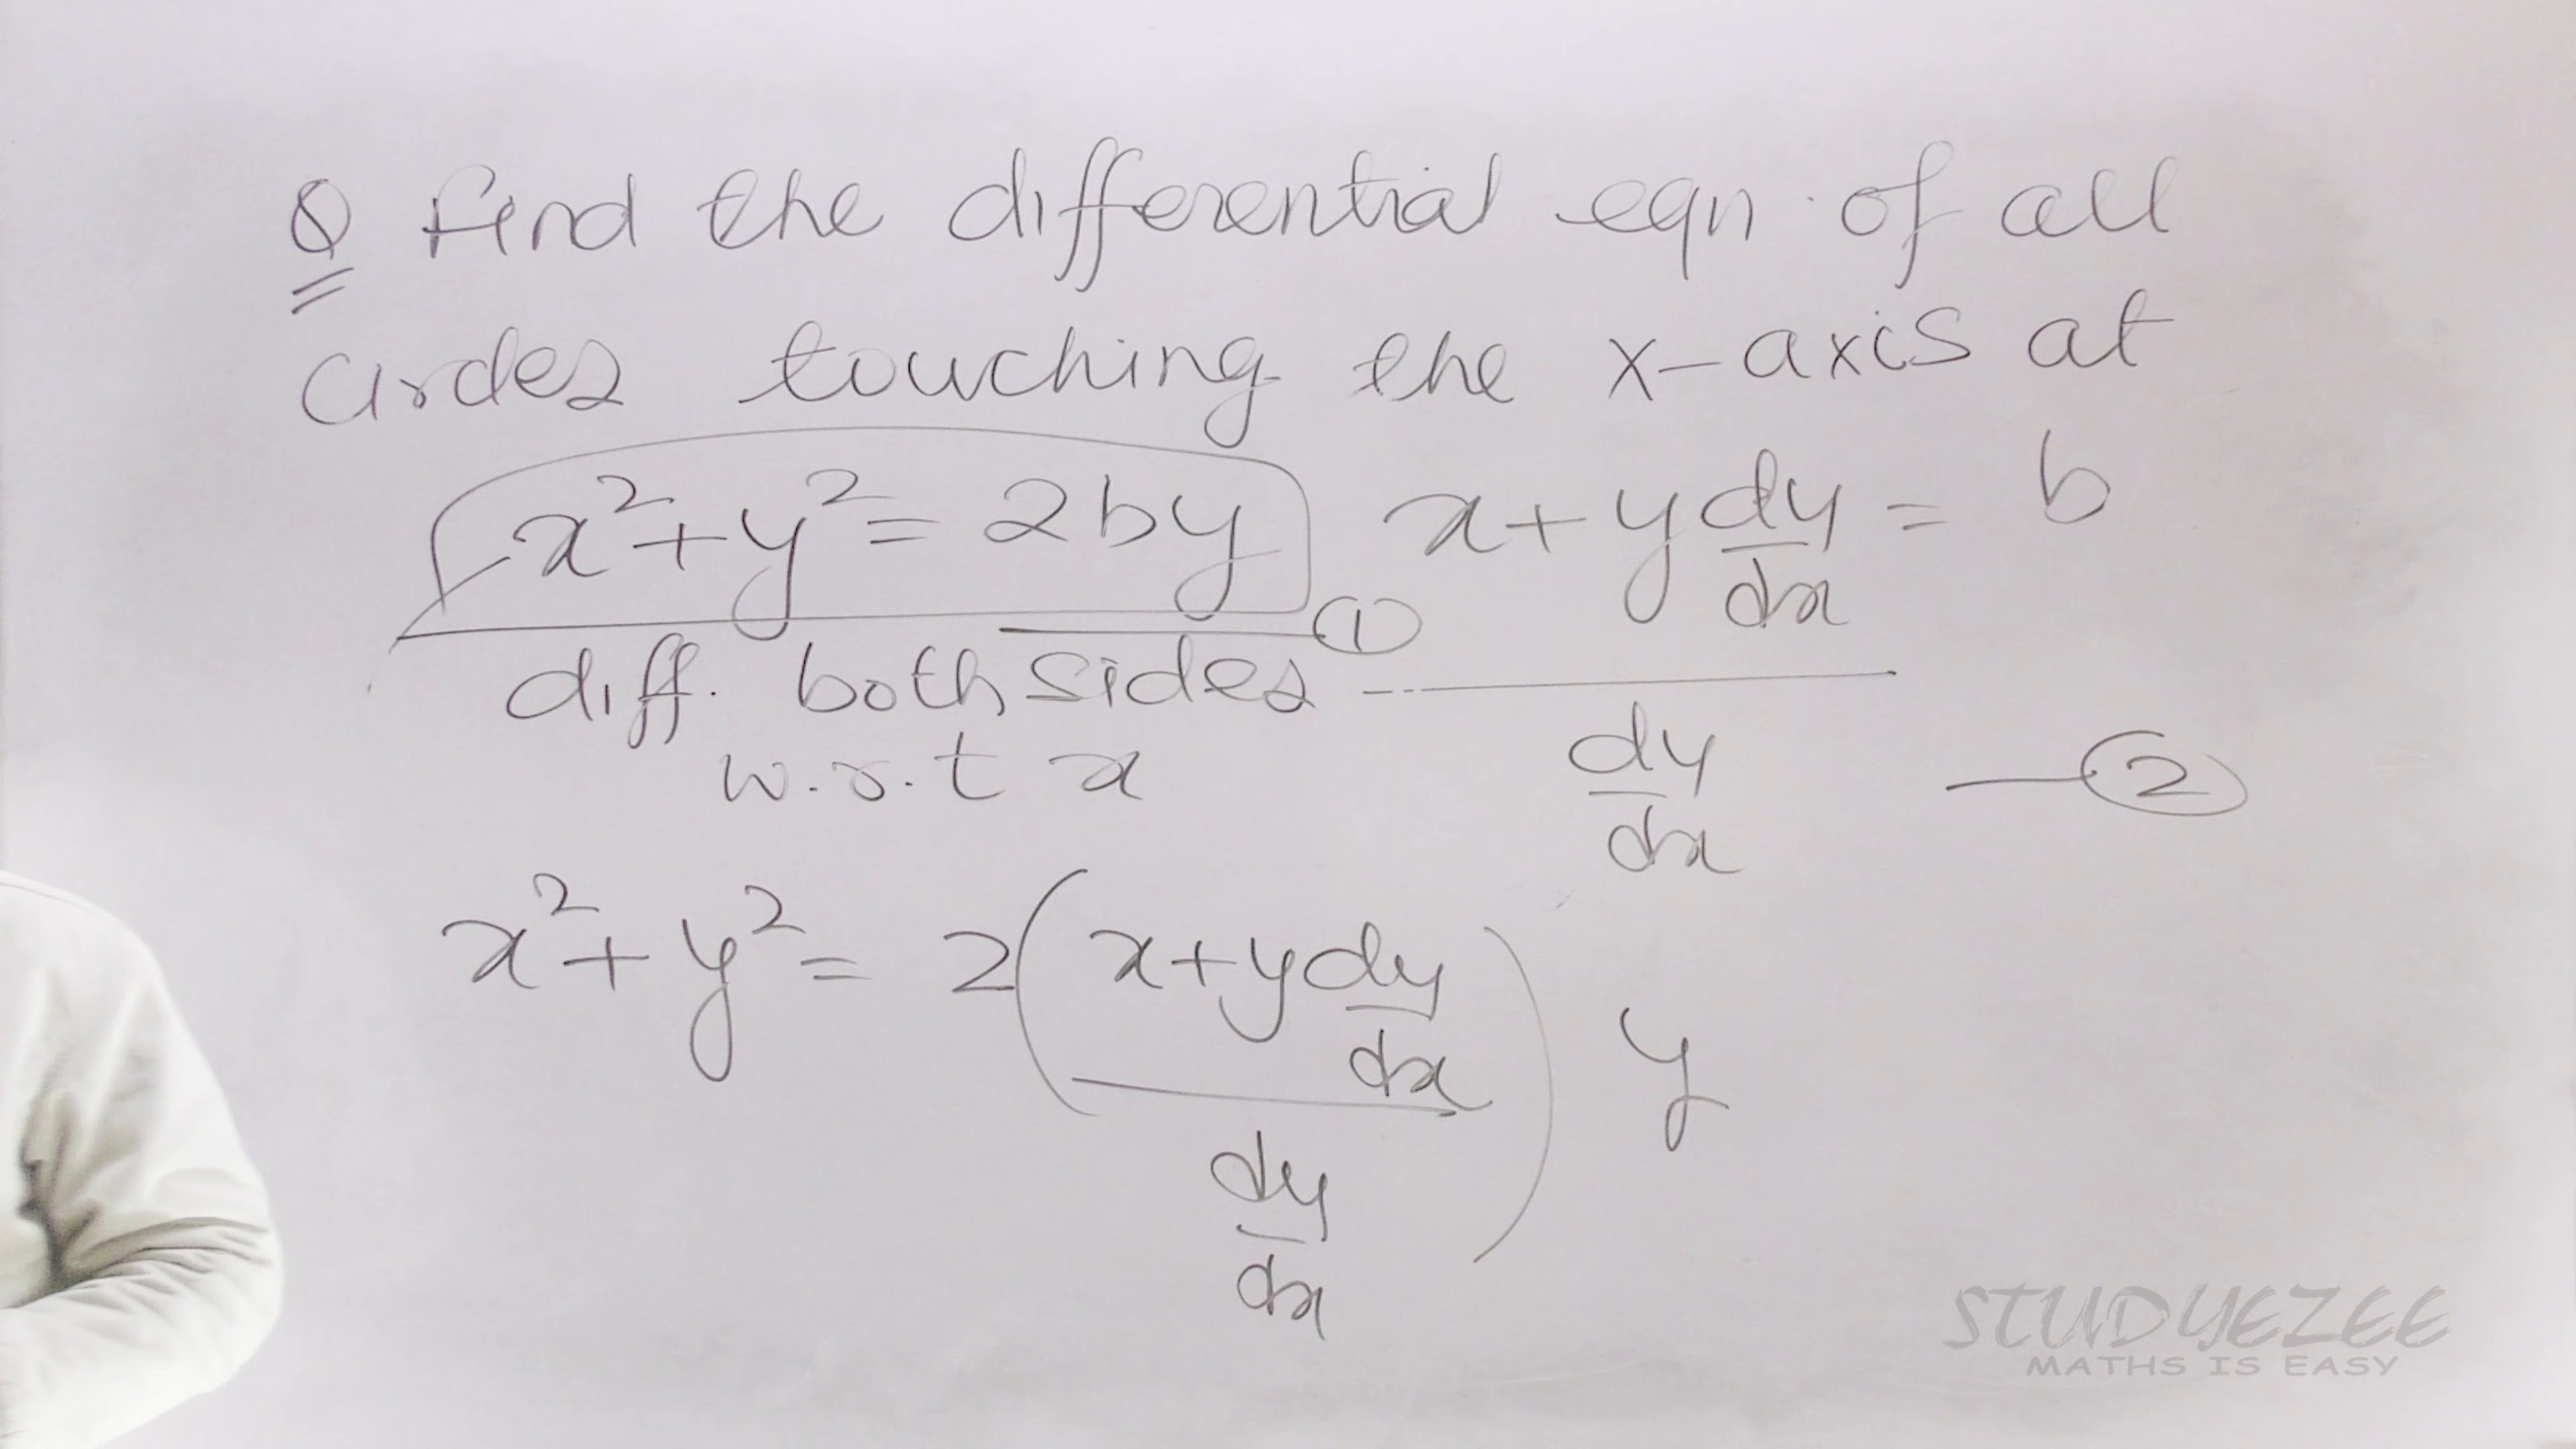 Q Find the differential eqn. of all
circles touching the x-axis at
x²+y²= 2by
①
diff. both sides
w.r.t x
x+y dy/dx = b
dy/dx
②
x²+y²= 2(x+y dy/dx / dy/dx) y
STUDYEZEE
MATHS IS EASY